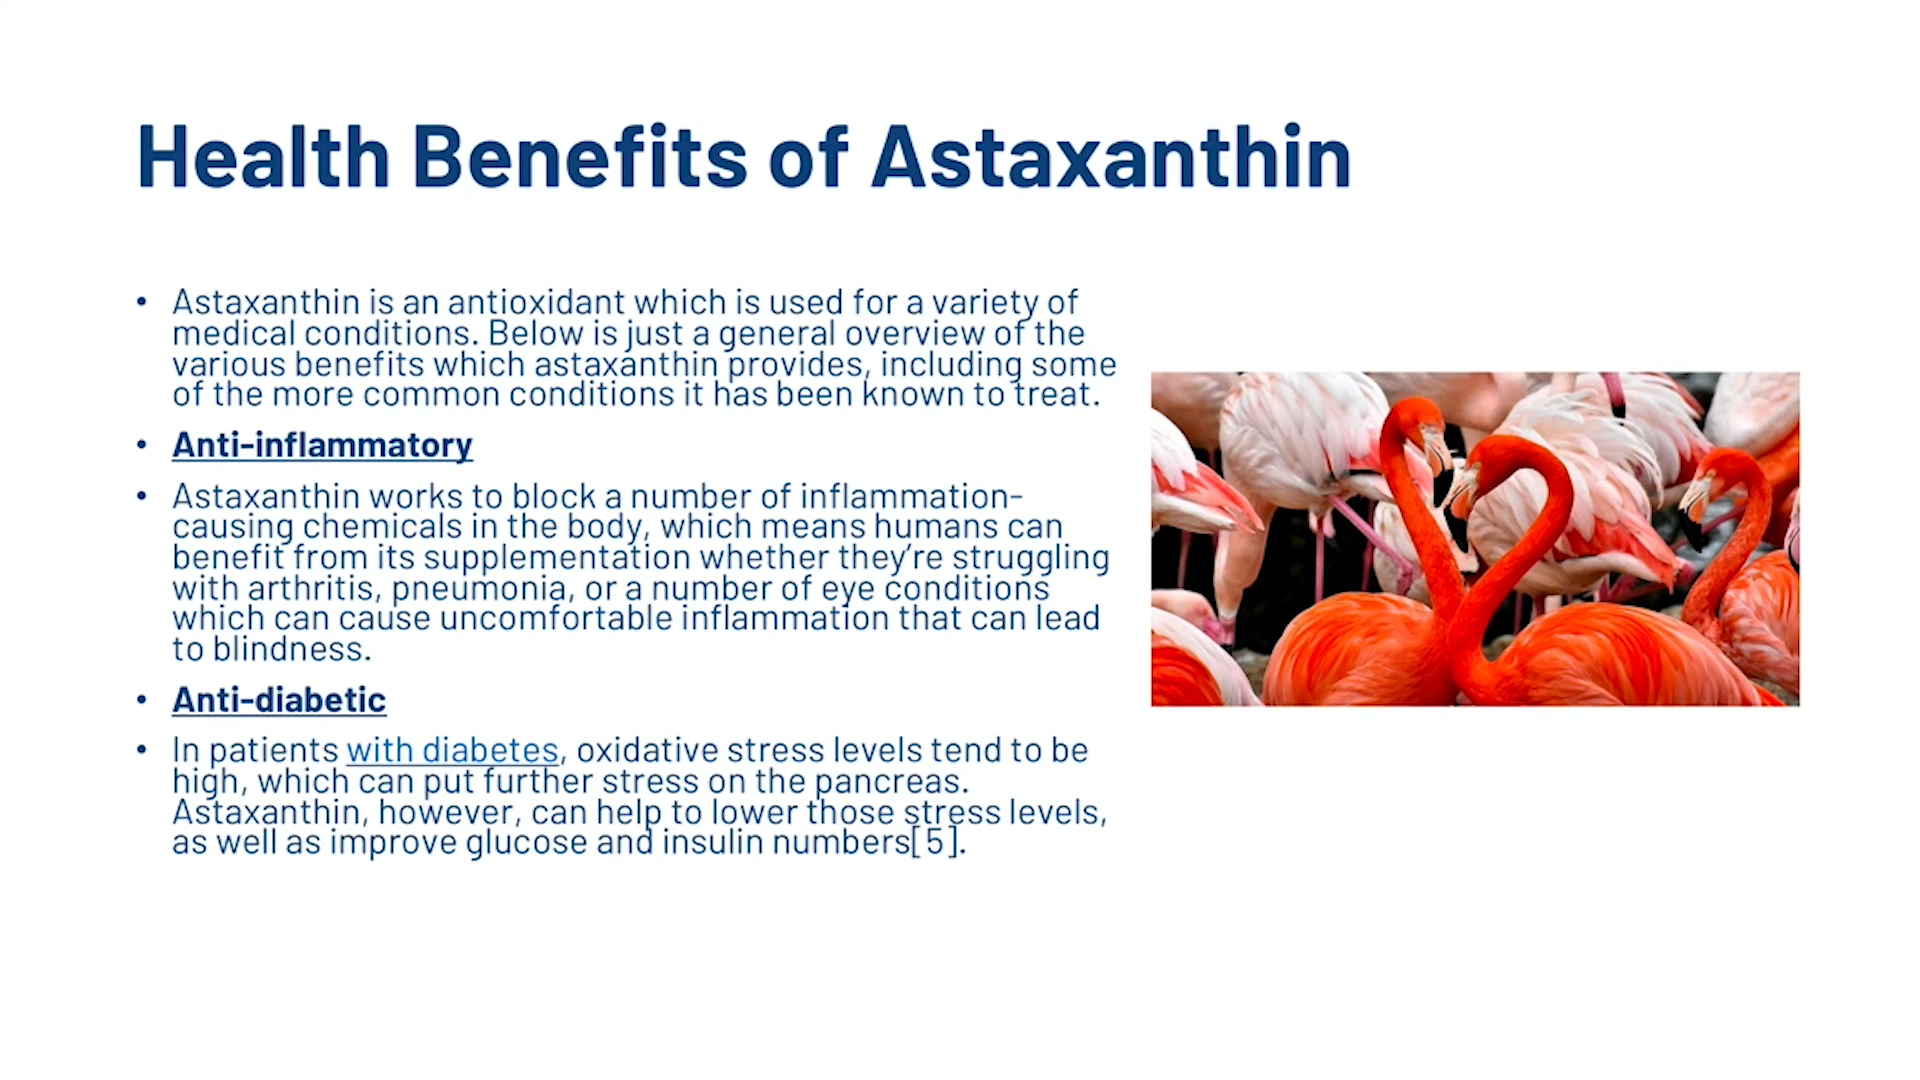 Health Benefits of Astaxanthin
• Astaxanthin is an antioxidant which is used for a variety of
medical conditions. Below is just a general overview of the
various benefits which astaxanthin provides, including some
of the more common conditions it has been known to treat.
• Anti-inflammatory
• Astaxanthin works to block a number of inflammation-
causing chemicals in the body, which means humans can
benefit from its supplementation whether they’re struggling
with arthritis, pneumonia, or a number of eye conditions
which can cause uncomfortable inflammation that can lead
to blindness.
• Anti-diabetic
• In patients with diabetes, oxidative stress levels tend to be
high, which can put further stress on the pancreas.
Astaxanthin, however, can help to lower those stress levels,
as well as improve glucose and insulin numbers[5].